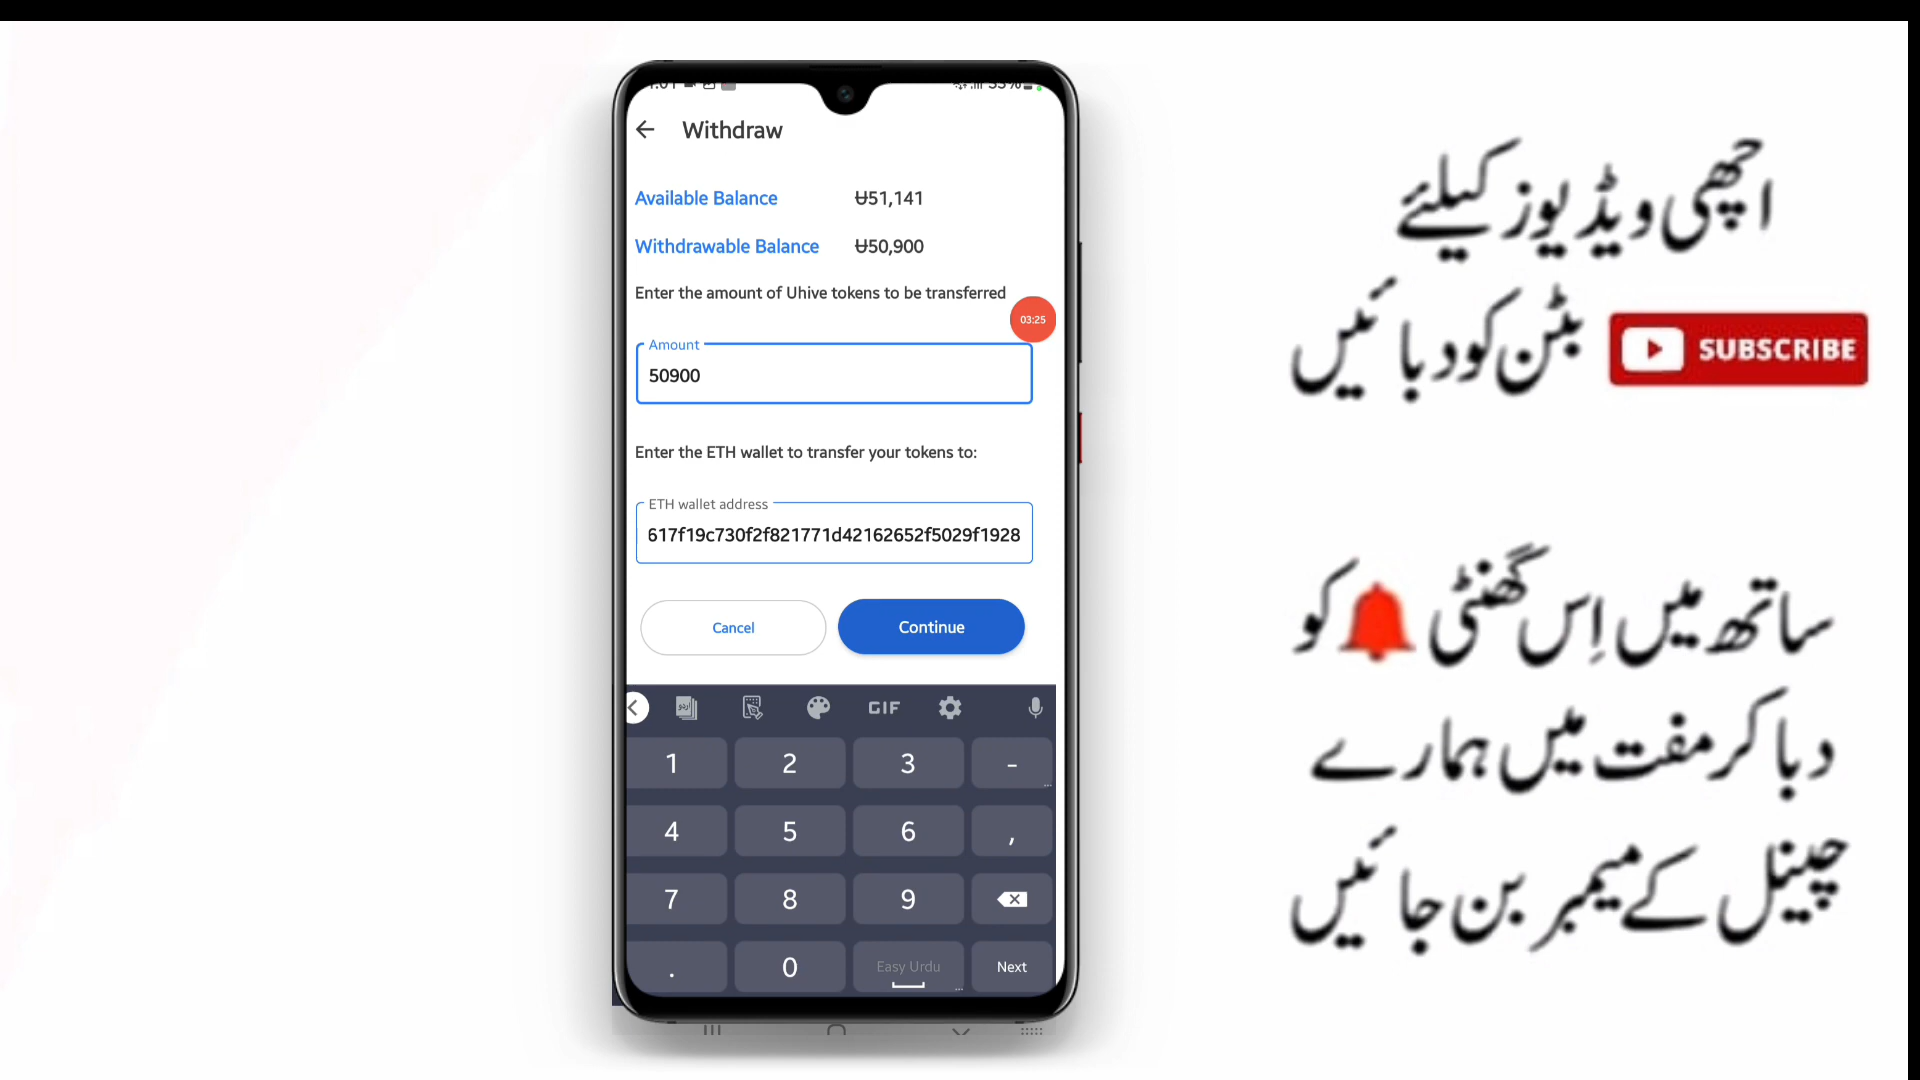 Withdraw
Available Balance
Ʉ51,141
Withdrawable Balance
Ʉ50,900
Enter the amount of Uhive tokens to be transferred
03:25
Amount
50900
Enter the ETH wallet to transfer your tokens to:
ETH wallet address
617f19c730f2f821771d42162652f5029f1928
Cancel
Continue
GIF
1 2 3 -
4 5 6 ,
7 8 9
. 0 Easy Urdu Next
اچھی ویڈیوز کیلئے
بٹن کو دبائیں
SUBSCRIBE
ساتھ میں اِس گھنٹی کو
دبا کر مفت میں ہمارے
چینل کے میمبر بن جائیں